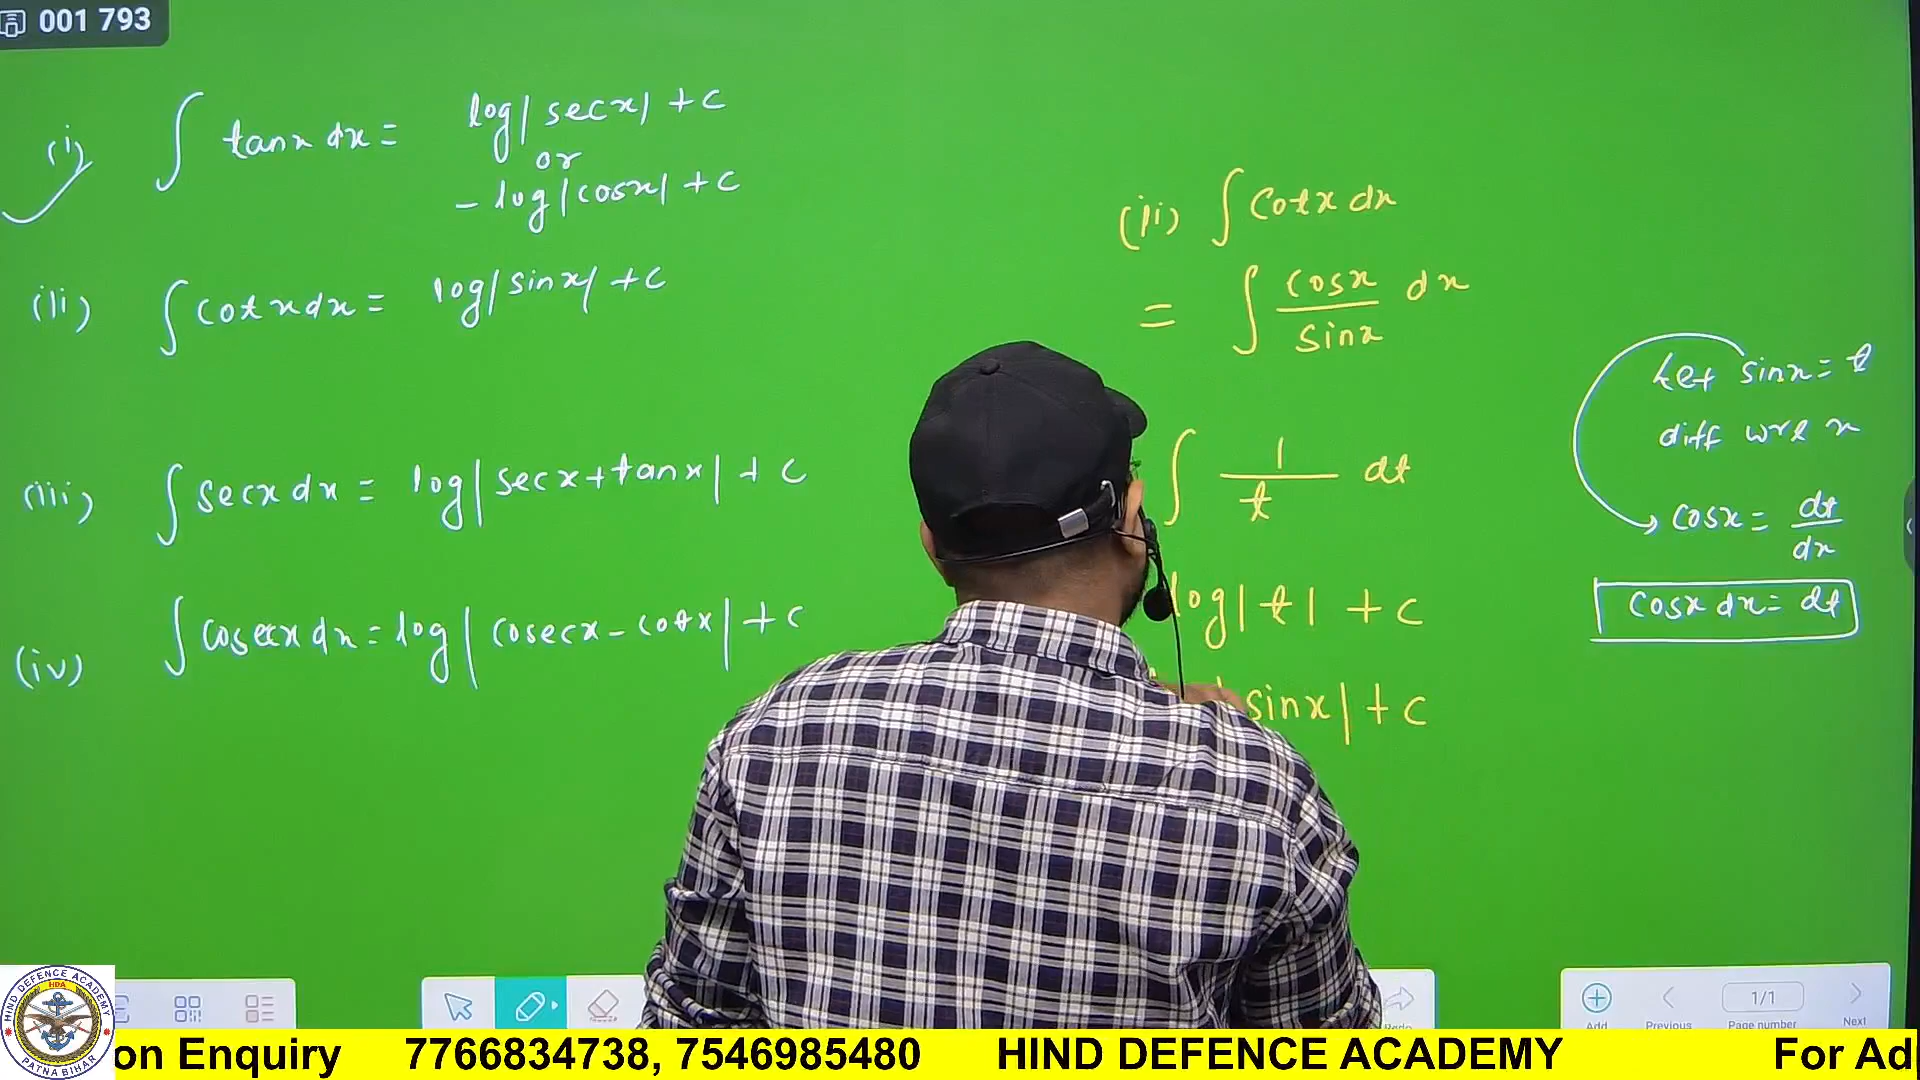 001 793
(i) ∫ tanx dx = log|secx| + c
or
- log|cosx| + c
(ii) ∫ cotx dx = log|sinx| + c
(iii) ∫ secx dx = log|secx + tanx| + c
(iv) ∫ cosecx dx = log|cosecx - cotx| + c
(ii) ∫ cotx dx
= ∫ cosx/sinx dx
∫ 1/t dt
log|t| + c
sinx| + c
Let sinx = t
diff wrt x
cosx = dt/dx
cosx dx = dt
Add
Previous
1/1
Page number
Next
HIND DEFENCE ACADEMY
HDA
PATNA BIHAR
on Enquiry 7766834738, 7546985480 HIND DEFENCE ACADEMY For Ad